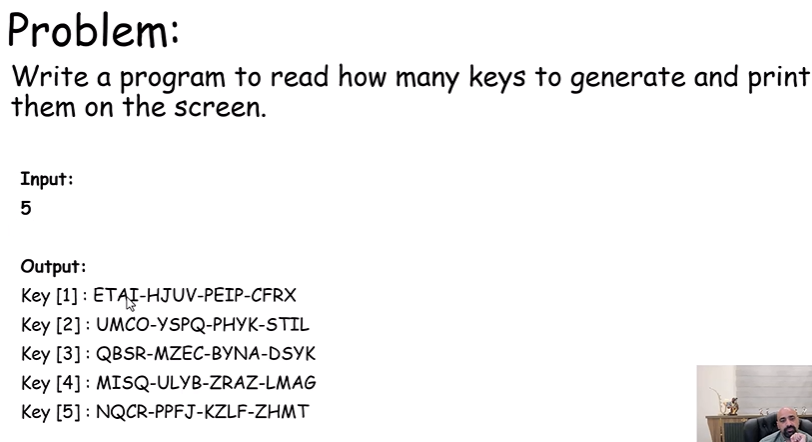 Problem:
Write a program to read how many keys to generate and print
them on the screen.
Input:
5
Output:
Key [1] : ETAI-HJUV-PEIP-CFRX
Key [2] : UMCO-YSPQ-PHYK-STIL
Key [3] : QBSR-MZEC-BYNA-DSYK
Key [4] : MISQ-ULYB-ZRAZ-LMAG
Key [5] : NQCR-PPFJ-KZLF-ZHMT